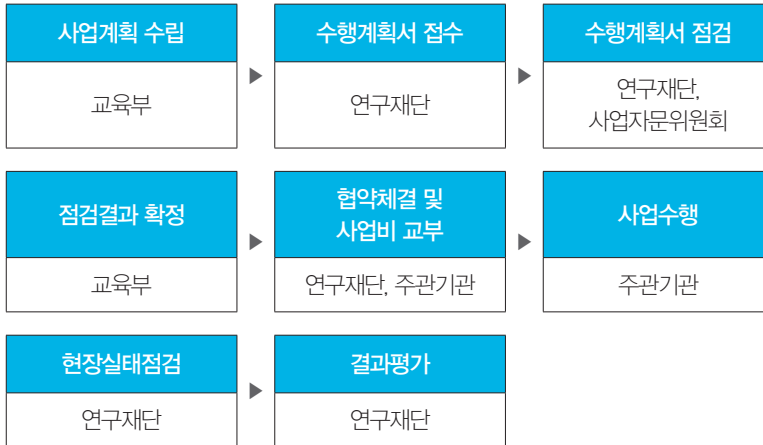 사업계획 수립
교육부
▶
수행계획서 접수
연구재단
▶
수행계획서 점검
연구재단,
사업자문위원회
점검결과 확정
교육부
▶
협약체결 및
사업비 교부
연구재단, 주관기관
▶
사업수행
주관기관
현장실태점검
연구재단
▶
결과평가
연구재단